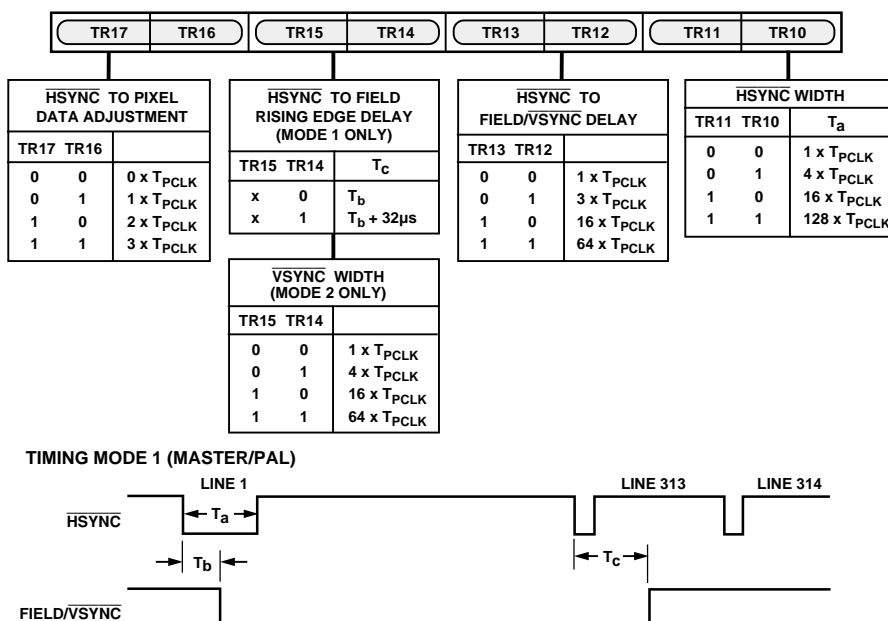 TR17 TR16 TR15 TR14 TR13 TR12 TR11 TR10
HSYNC TO PIXEL
DATA ADJUSTMENT
TR17 TR16
0 0 0 x TPCLK
0 1 1 x TPCLK
1 0 2 x TPCLK
1 1 3 x TPCLK
HSYNC TO FIELD
RISING EDGE DELAY
(MODE 1 ONLY)
TR15 TR14 Tc
x 0 Tb
x 1 Tb + 32µs
VSYNC WIDTH
(MODE 2 ONLY)
TR15 TR14
0 0 1 x TPCLK
0 1 4 x TPCLK
1 0 16 x TPCLK
1 1 64 x TPCLK
HSYNC TO
FIELD/VSYNC DELAY
TR13 TR12
0 0 1 x TPCLK
0 1 3 x TPCLK
1 0 16 x TPCLK
1 1 64 x TPCLK
HSYNC WIDTH
TR11 TR10 Ta
0 0 1 x TPCLK
0 1 4 x TPCLK
1 0 16 x TPCLK
1 1 128 x TPCLK
TIMING MODE 1 (MASTER/PAL)
LINE 1 LINE 313 LINE 314
HSYNC Ta
Tb Tc
FIELD/VSYNC